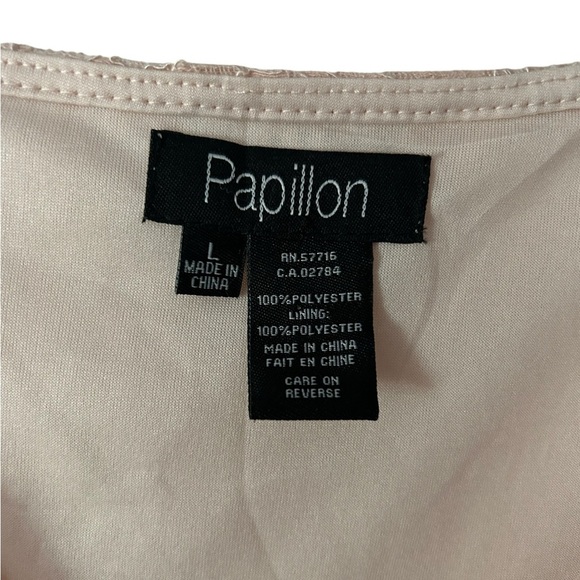 Papillon
L
MADE IN
CHINA
RN.57716
C.A.02784
100%POLYESTER
LINING:
100%POLYESTER
MADE IN CHINA
FAIT EN CHINE
CARE ON
REVERSE